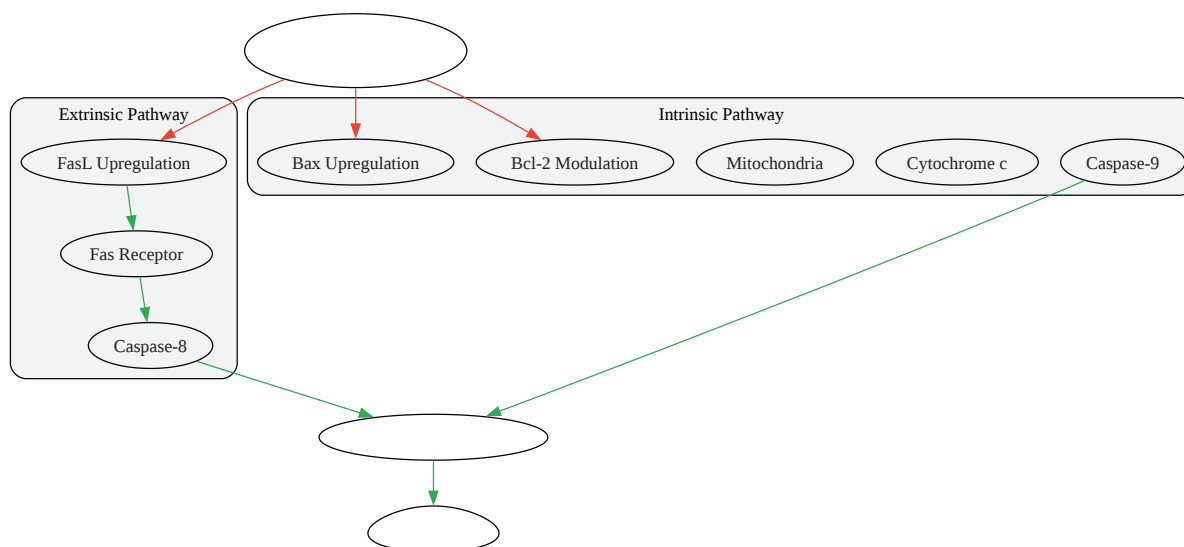 Extrinsic Pathway
Intrinsic Pathway
FasL Upregulation
Bax Upregulation
Bcl-2 Modulation
Mitochondria
Cytochrome c
Caspase-9
Fas Receptor
Caspase-8